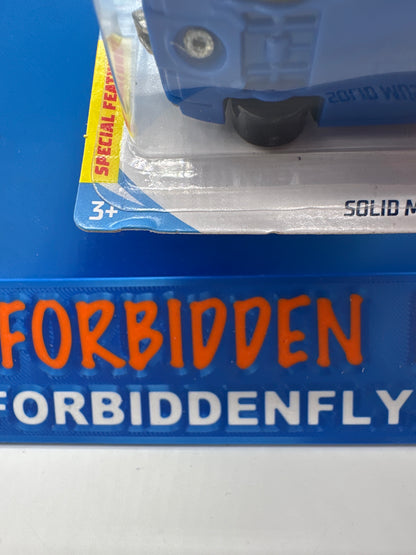 SPECIAL FEAT
3+
SOLID M
FORBIDDEN
FORBIDDENFLY